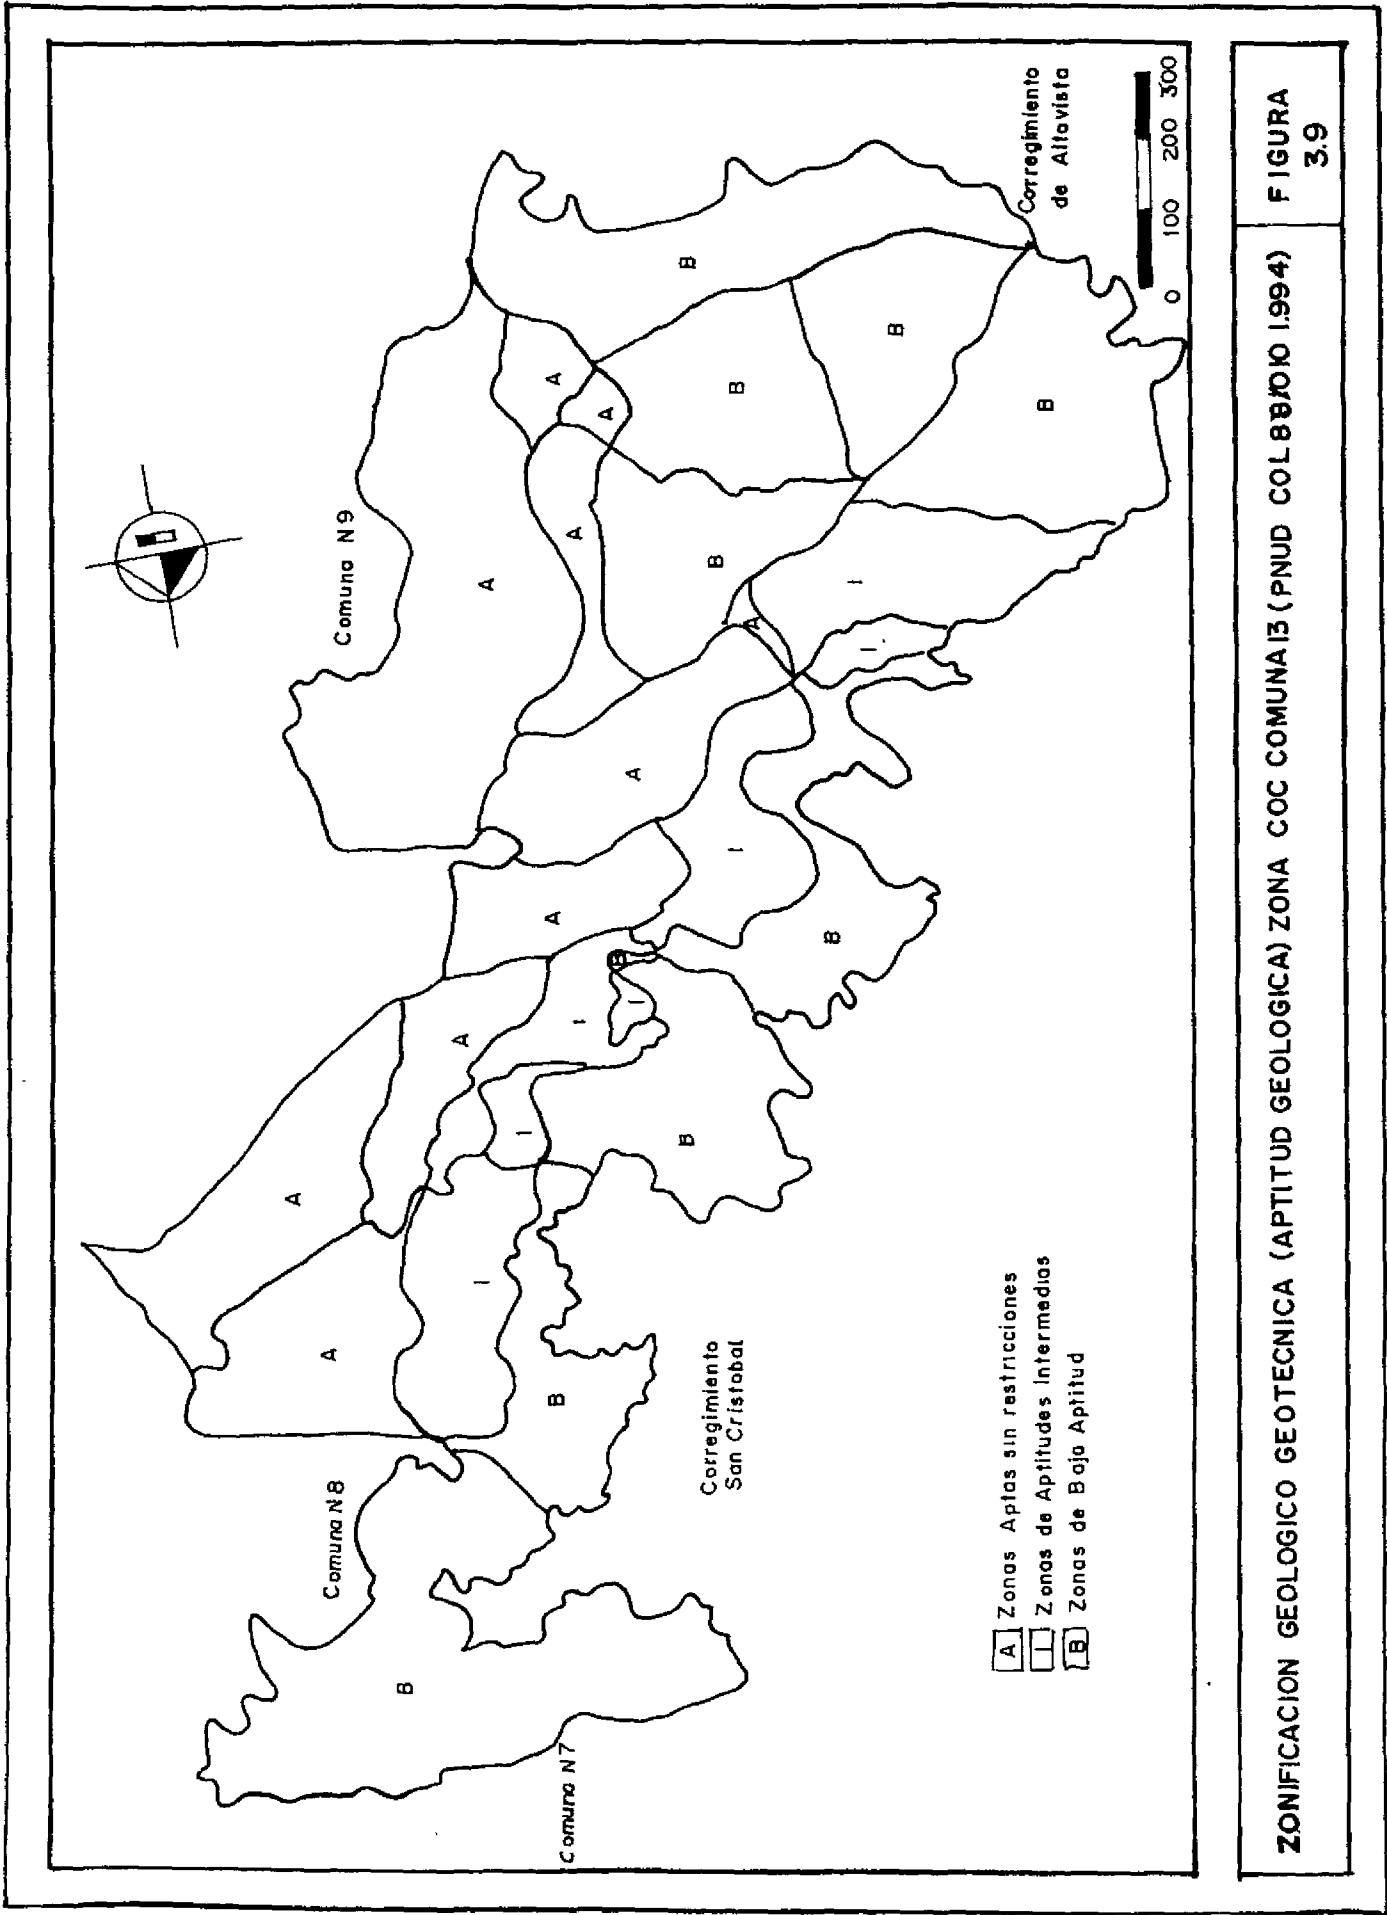 Comuna N7
Comuna N8
Comuna N9
Corregimiento
San Cristobal
Corregimiento
de Altavista
B
A
A
I
B
A
I
B
I
I
B
A
A
I
B
A
A
A
A
A
A
B
I
I
B
B
B
B
A Zonas Aptas sin restricciones
I Zonas de Aptitudes Intermedias
B Zonas de Baja Aptitud
0 100 200 300
ZONIFICACION GEOLOGICO GEOTECNICA (APTITUD GEOLOGICA) ZONA COC COMUNA 13 (PNUD COL 88/010 1.994)
FIGURA
3.9